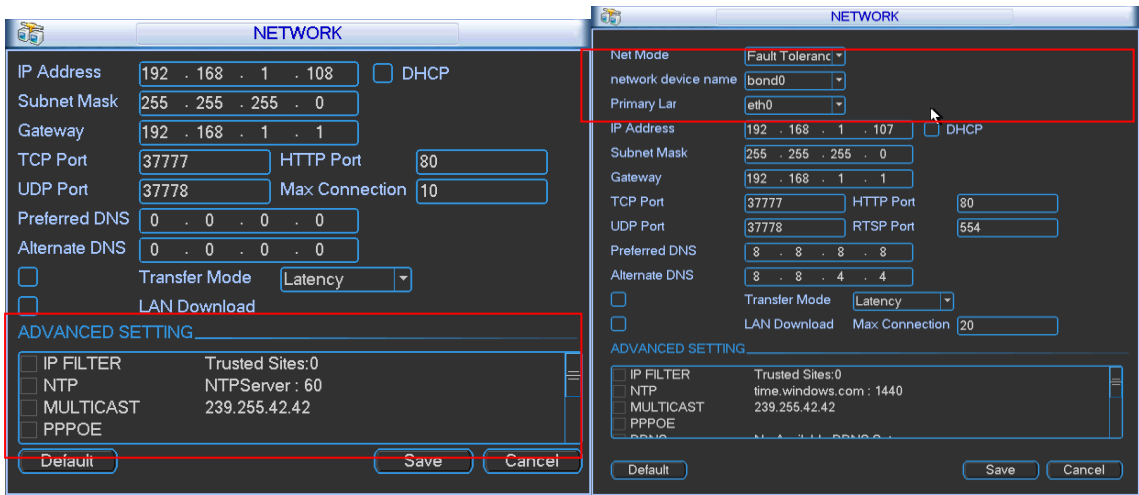 NETWORK
IP Address 192 . 168 . 1 . 108 DHCP
Subnet Mask 255 . 255 . 255 . 0
Gateway 192 . 168 . 1 . 1
TCP Port 37777 HTTP Port 80
UDP Port 37778 Max Connection 10
Preferred DNS 0 . 0 . 0 . 0
Alternate DNS 0 . 0 . 0 . 0
Transfer Mode Latency
LAN Download
ADVANCED SETTING
IP FILTER Trusted Sites:0
NTP NTPServer : 60
MULTICAST 239.255.42.42
PPPOE
Default Save Cancel
NETWORK
Net Mode Fault Toleranc
network device name bond0
Primary Lar eth0
IP Address 192 . 168 . 1 . 107 DHCP
Subnet Mask 255 . 255 . 255 . 0
Gateway 192 . 168 . 1 . 1
TCP Port 37777 HTTP Port 80
UDP Port 37778 RTSP Port 554
Preferred DNS 8 . 8 . 8 . 8
Alternate DNS 8 . 8 . 4 . 4
Transfer Mode Latency
LAN Download Max Connection 20
ADVANCED SETTING
IP FILTER Trusted Sites:0
NTP time.windows.com : 1440
MULTICAST 239.255.42.42
PPPOE
Default Save Cancel